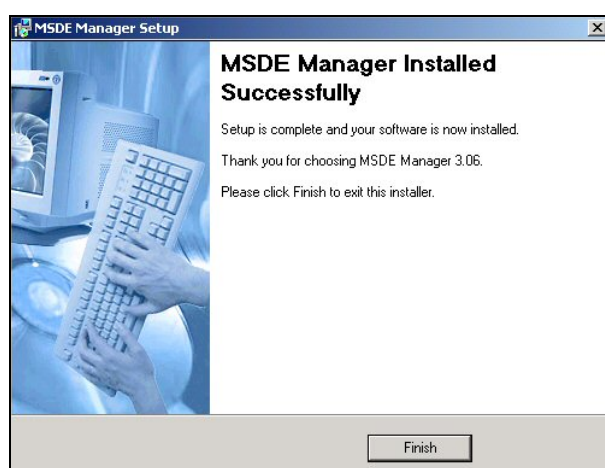 MSDE Manager Setup
MSDE Manager Installed
Successfully
Setup is complete and your software is now installed.
Thank you for choosing MSDE Manager 3.06.
Please click Finish to exit this installer.
Finish